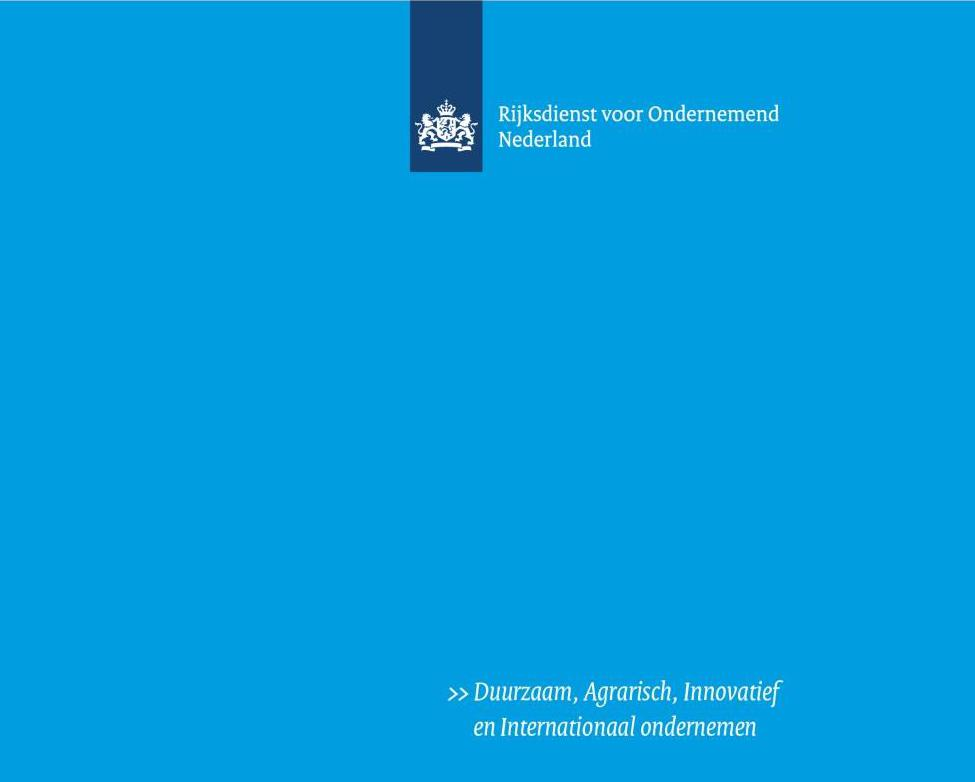 Rijksdienst voor Ondernemend
Nederland
>> Duurzaam, Agrarisch, Innovatief
en Internationaal ondernemen